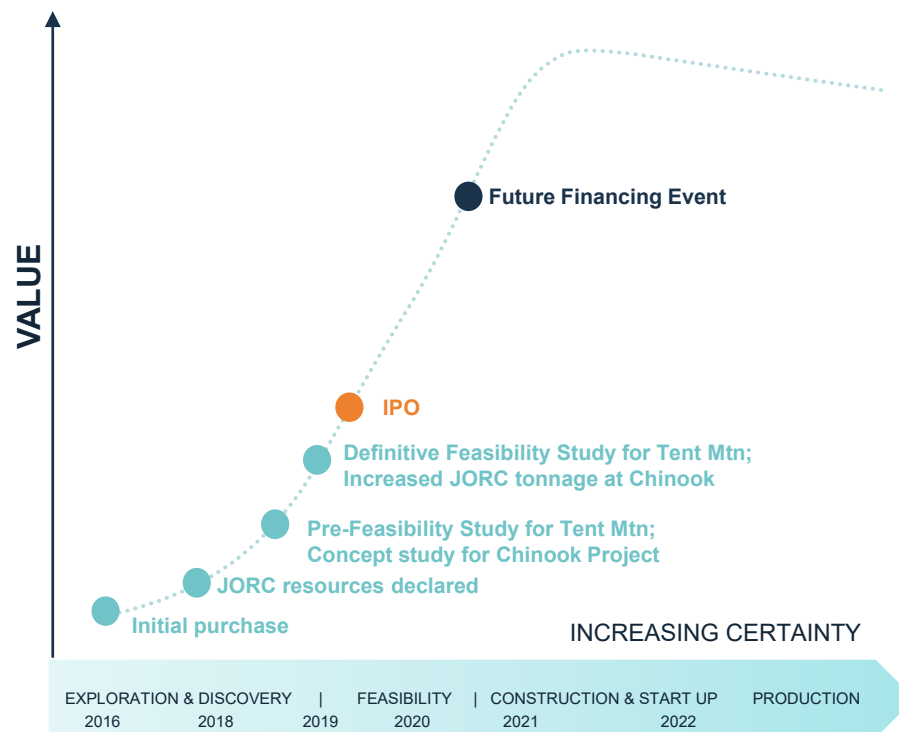 VALUE
Future Financing Event
IPO
Definitive Feasibility Study for Tent Mtn;
Increased JORC tonnage at Chinook
Pre-Feasibility Study for Tent Mtn;
Concept study for Chinook Project
JORC resources declared
Initial purchase
INCREASING CERTAINTY
EXPLORATION & DISCOVERY | FEASIBILITY | CONSTRUCTION & START UP PRODUCTION
2016 2018 2019 2020 2021 2022